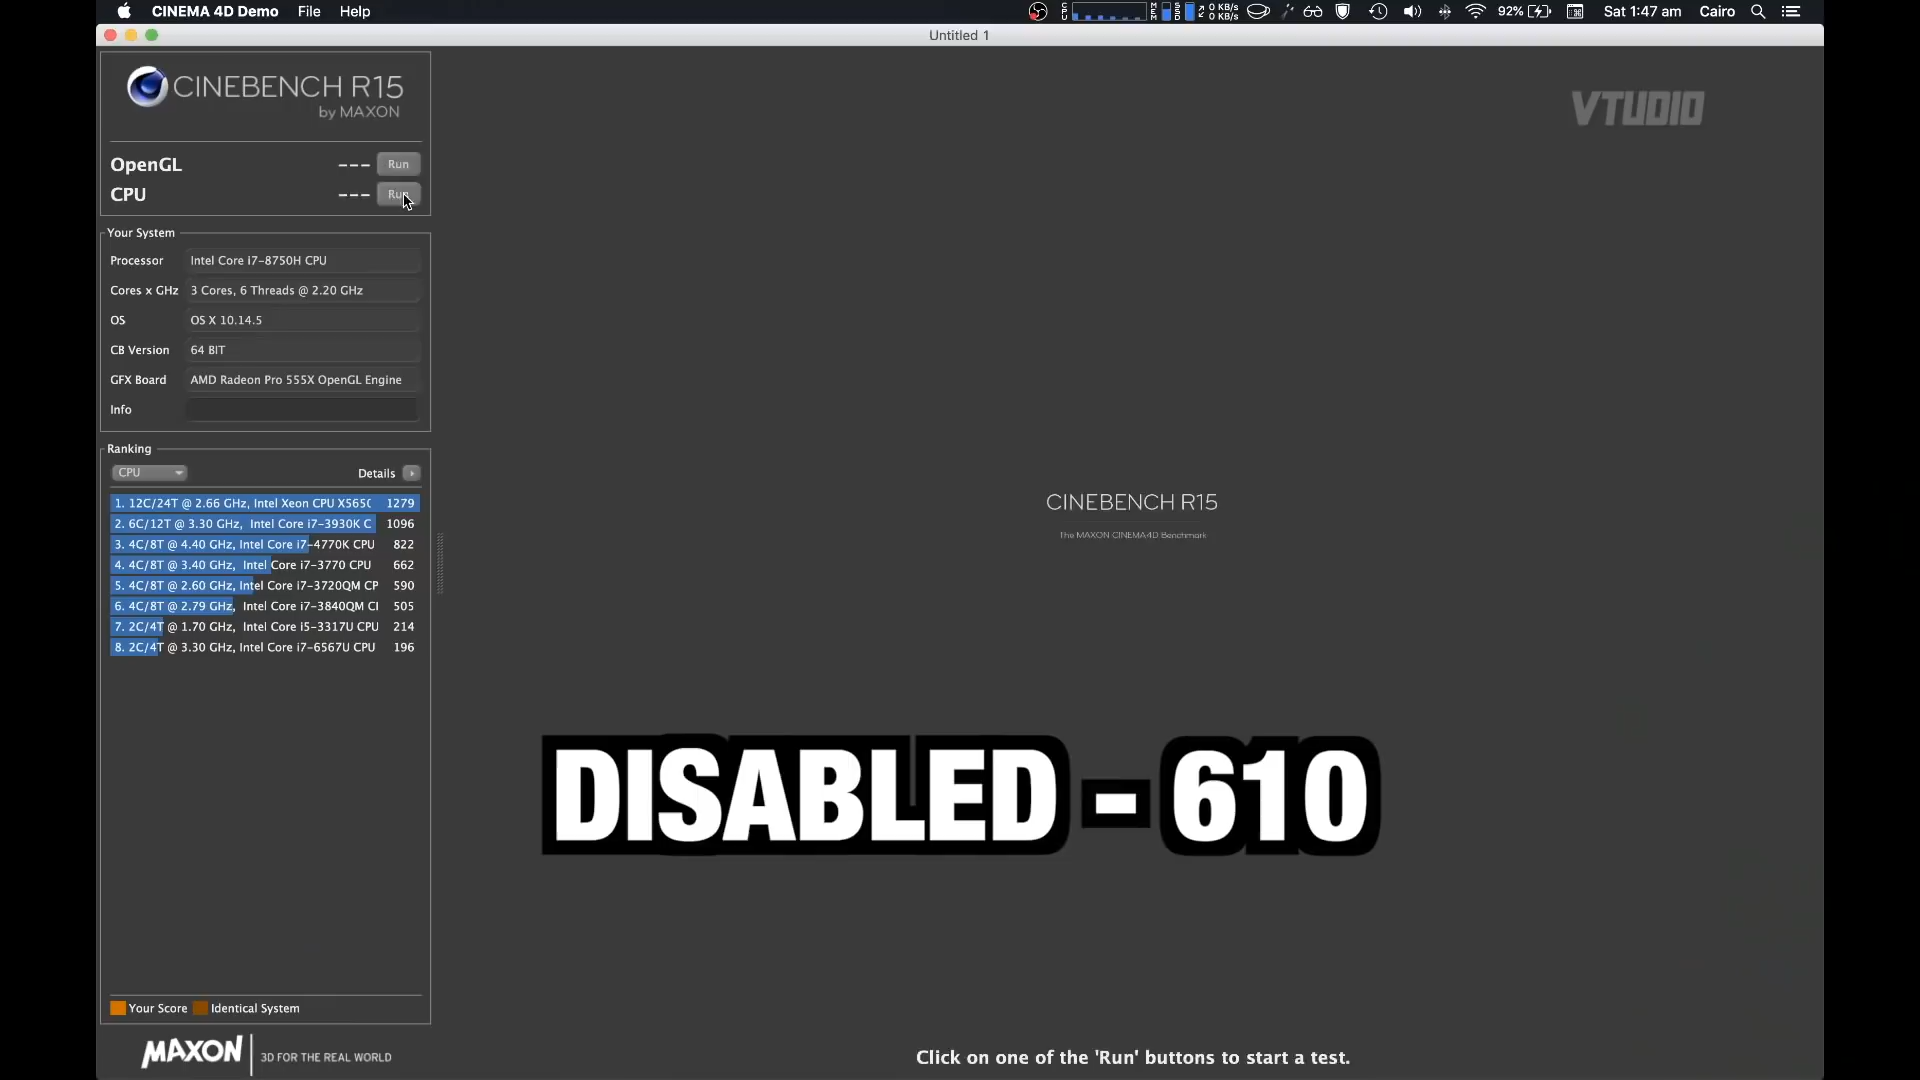 CINEMA 4D Demo File Help
CPU MEM SSD 0 KB/s 0 KB/s 92% Sat 1:47 am Cairo
Untitled 1
CINEBENCH R15
by MAXON
VTUDIO
OpenGL --- Run
CPU --- Run
Your System
Processor Intel Core i7-8750H CPU
Cores x GHz 3 Cores, 6 Threads @ 2.20 GHz
OS OS X 10.14.5
CB Version 64 BIT
GFX Board AMD Radeon Pro 555X OpenGL Engine
Info
Ranking
CPU Details
1. 12C/24T @ 2.66 GHz, Intel Xeon CPU X565( 1279
2. 6C/12T @ 3.30 GHz, Intel Core i7-3930K C 1096
3. 4C/8T @ 4.40 GHz, Intel Core i7-4770K CPU 822
4. 4C/8T @ 3.40 GHz, Intel Core i7-3770 CPU 662
5. 4C/8T @ 2.60 GHz, Intel Core i7-3720QM CP 590
6. 4C/8T @ 2.79 GHz, Intel Core i7-3840QM CI 505
7. 2C/4T @ 1.70 GHz, Intel Core i5-3317U CPU 214
8. 2C/4T @ 3.30 GHz, Intel Core i7-6567U CPU 196
CINEBENCH R15
The MAXON CINEMA4D Benchmark
DISABLED - 610
Your Score Identical System
MAXON 3D FOR THE REAL WORLD
Click on one of the 'Run' buttons to start a test.